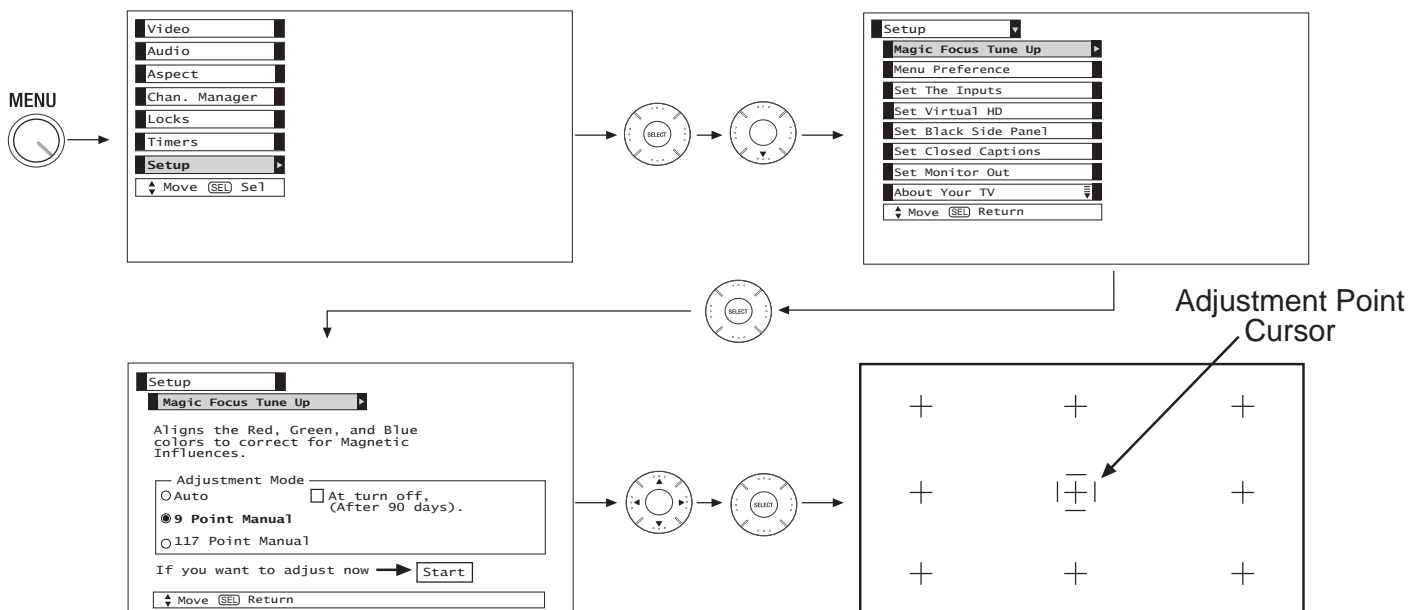 MENU
Video
Audio
Aspect
Chan. Manager
Locks
Timers
Setup
Move SEL Sel
SELECT
Setup
Magic Focus Tune Up
Menu Preference
Set The Inputs
Set Virtual HD
Set Black Side Panel
Set Closed Captions
Set Monitor Out
About Your TV
Move SEL Return
SELECT
Adjustment Point
Cursor
Setup
Magic Focus Tune Up
Aligns the Red, Green, and Blue
colors to correct for Magnetic
Influences.
Adjustment Mode
Auto
At turn off,
(After 90 days).
9 Point Manual
117 Point Manual
If you want to adjust now
Start
Move SEL Return
SELECT